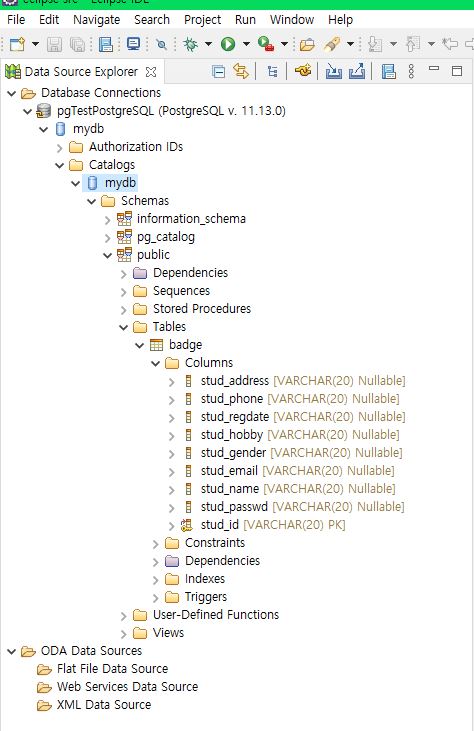 File Edit Navigate Search Project Run Window Help
Data Source Explorer
Database Connections
pgTestPostgreSQL (PostgreSQL v. 11.13.0)
mydb
Authorization IDs
Catalogs
mydb
Schemas
information_schema
pg_catalog
public
Dependencies
Sequences
Stored Procedures
Tables
badge
Columns
stud_address [VARCHAR(20) Nullable]
stud_phone [VARCHAR(20) Nullable]
stud_regdate [VARCHAR(20) Nullable]
stud_hobby [VARCHAR(20) Nullable]
stud_gender [VARCHAR(20) Nullable]
stud_email [VARCHAR(20) Nullable]
stud_name [VARCHAR(20) Nullable]
stud_passwd [VARCHAR(20) Nullable]
stud_id [VARCHAR(20) PK]
Constraints
Dependencies
Indexes
Triggers
User-Defined Functions
Views
ODA Data Sources
Flat File Data Source
Web Services Data Source
XML Data Source